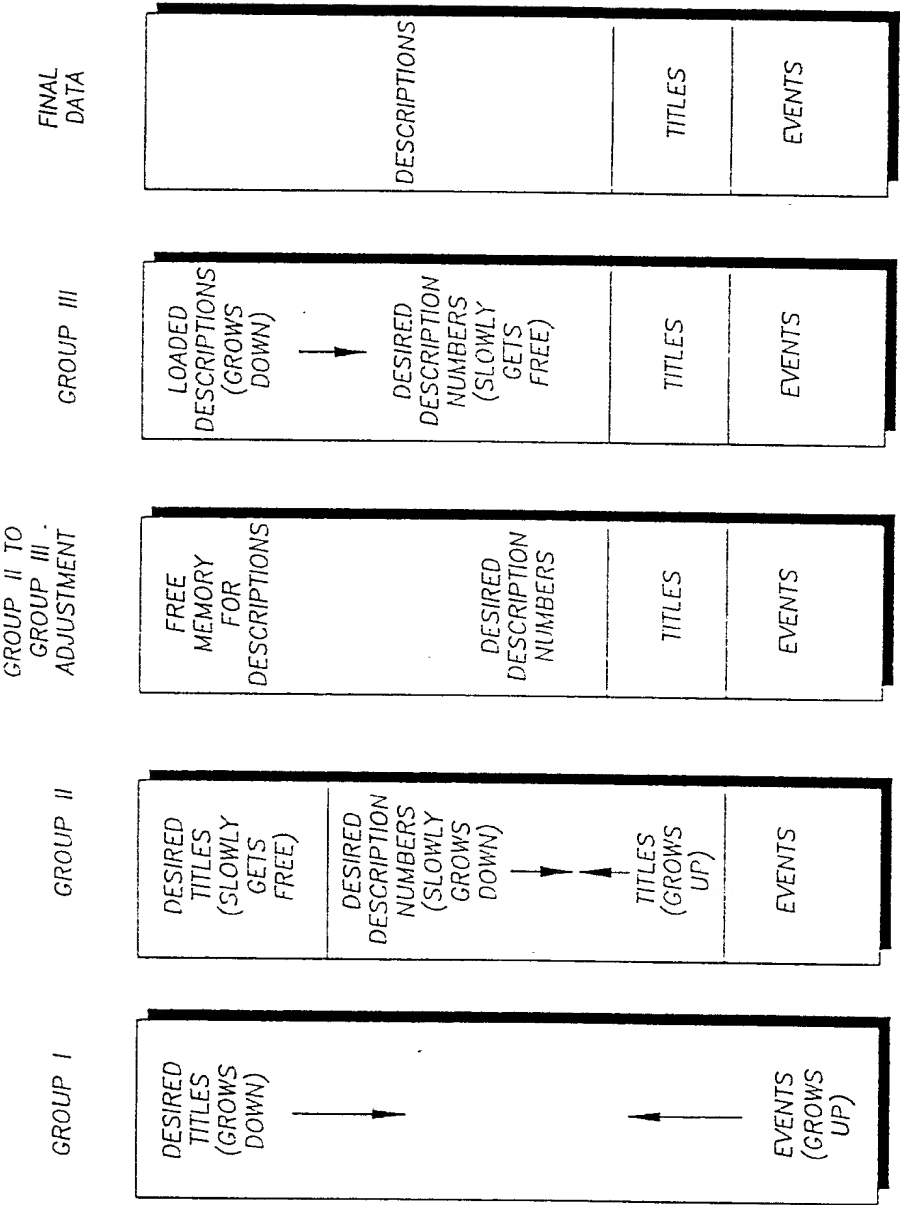 GROUP I
DESIRED
TITLES
(GROWS
DOWN)
EVENTS
(GROWS
UP)
GROUP II
DESIRED
TITLES
(SLOWLY
GETS
FREE)
DESIRED
DESCRIPTION
NUMBERS
(SLOWLY
GROWS
DOWN)
TITLES
(GROWS
UP)
EVENTS
GROUP II TO
GROUP III
ADJUSTMENT
FREE
MEMORY
FOR
DESCRIPTIONS
DESIRED
DESCRIPTION
NUMBERS
TITLES
EVENTS
GROUP III
LOADED
DESCRIPTIONS
(GROWS
DOWN)
DESIRED
DESCRIPTION
NUMBERS
(SLOWLY
GETS
FREE)
TITLES
EVENTS
FINAL
DATA
DESCRIPTIONS
TITLES
EVENTS